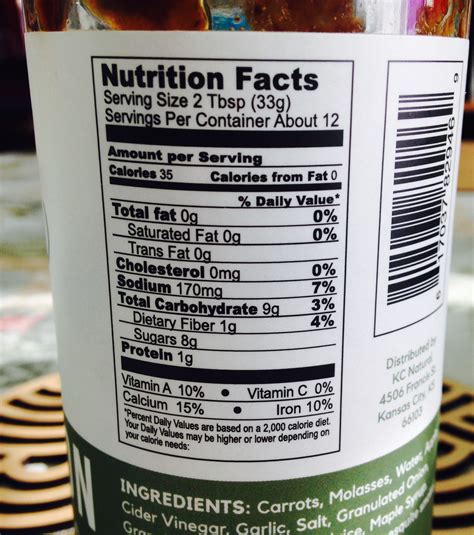 Nutrition Facts
Serving Size 2 Tbsp (33g)
Servings Per Container About 12
Amount per Serving
Calories 35 Calories from Fat 0
% Daily Value*
Total fat 0g 0%
Saturated Fat 0g 0%
Trans Fat 0g
Cholesterol 0mg 0%
Sodium 170mg 7%
Total Carbohydrate 9g 3%
Dietary Fiber 1g 4%
Sugars 8g
Protein 1g
Vitamin A 10% • Vitamin C 0%
Calcium 15% • Iron 10%
*Percent Daily Values are based on a 2,000 calorie diet.
Your Daily Values may be higher or lower depending on
your calorie needs:
Distributed by
KC Natural
4506 Francis St
Kansas City, KS
66103
INGREDIENTS: Carrots, Molasses, Water,
Cider Vinegar, Garlic, Salt, Granulated Onion,
Maple Syrup